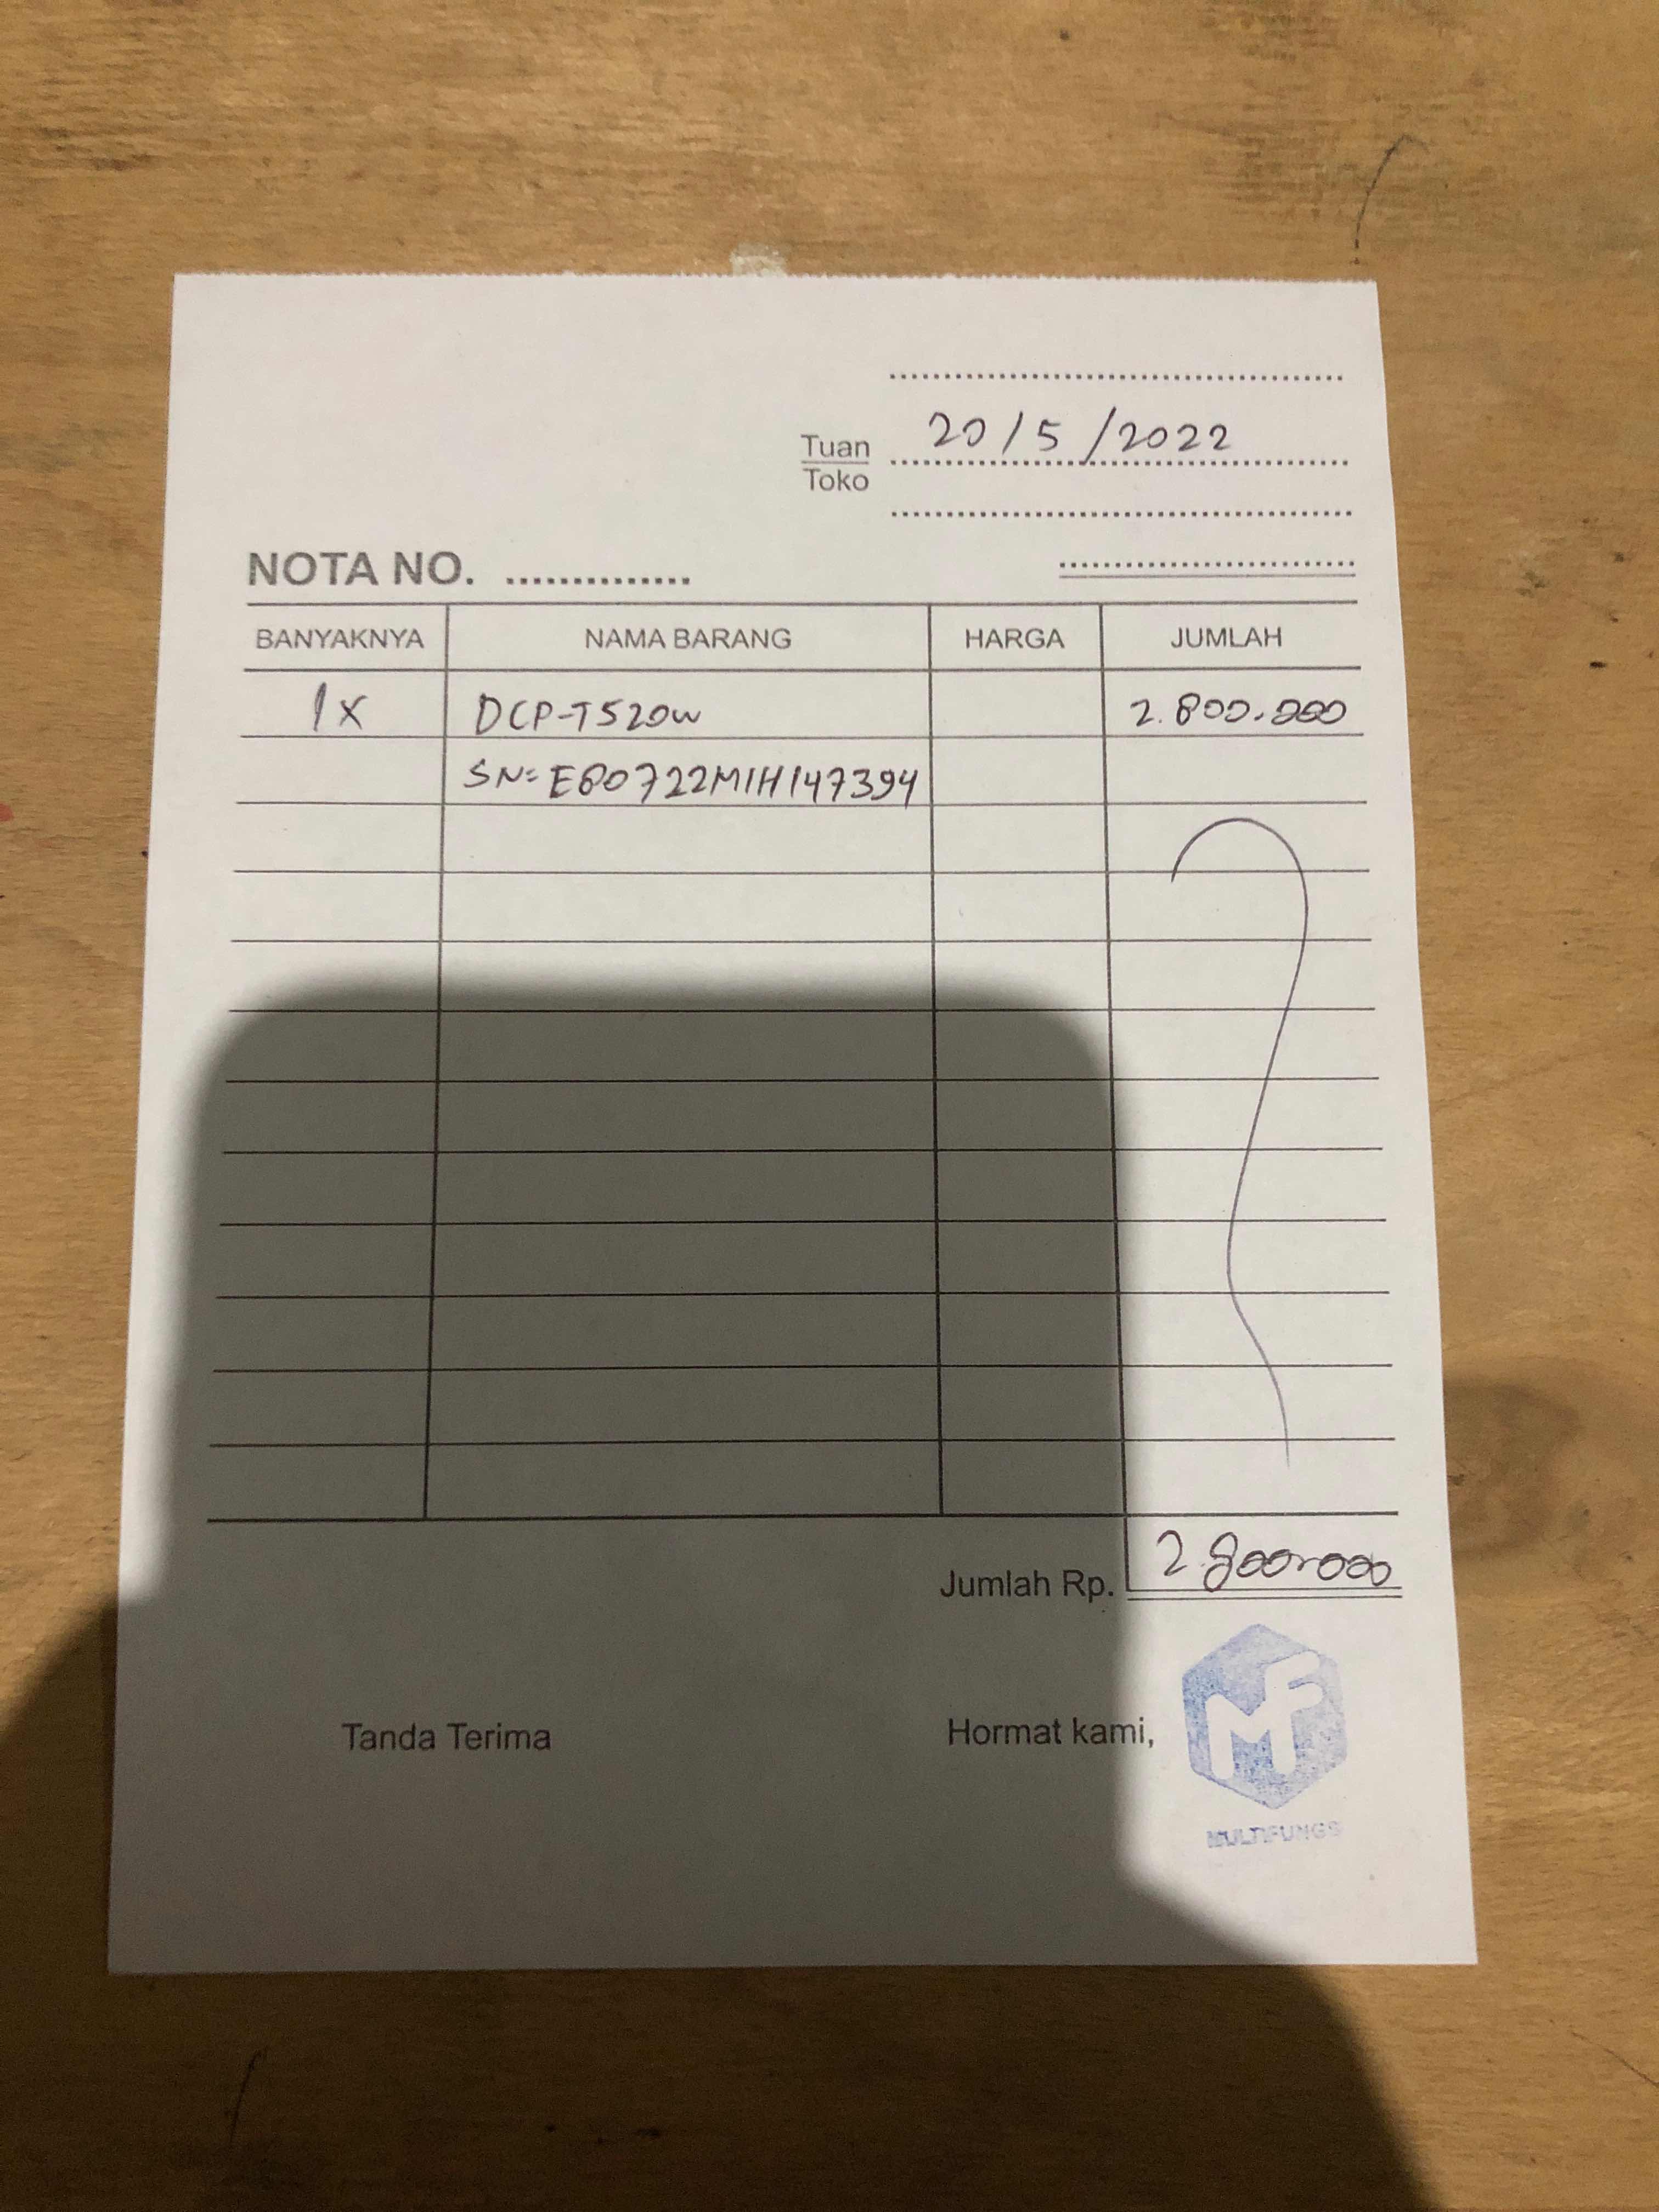 20/5/2022
Tuan
Toko
NOTA NO. ..............
BANYAKNYA NAMA BARANG HARGA JUMLAH
1x DCP-T520w 2.800.000
SN= E80722M1H147394
Jumlah Rp. 2.800.000
Tanda Terima Hormat kami,
MF
MULTIFUNGS